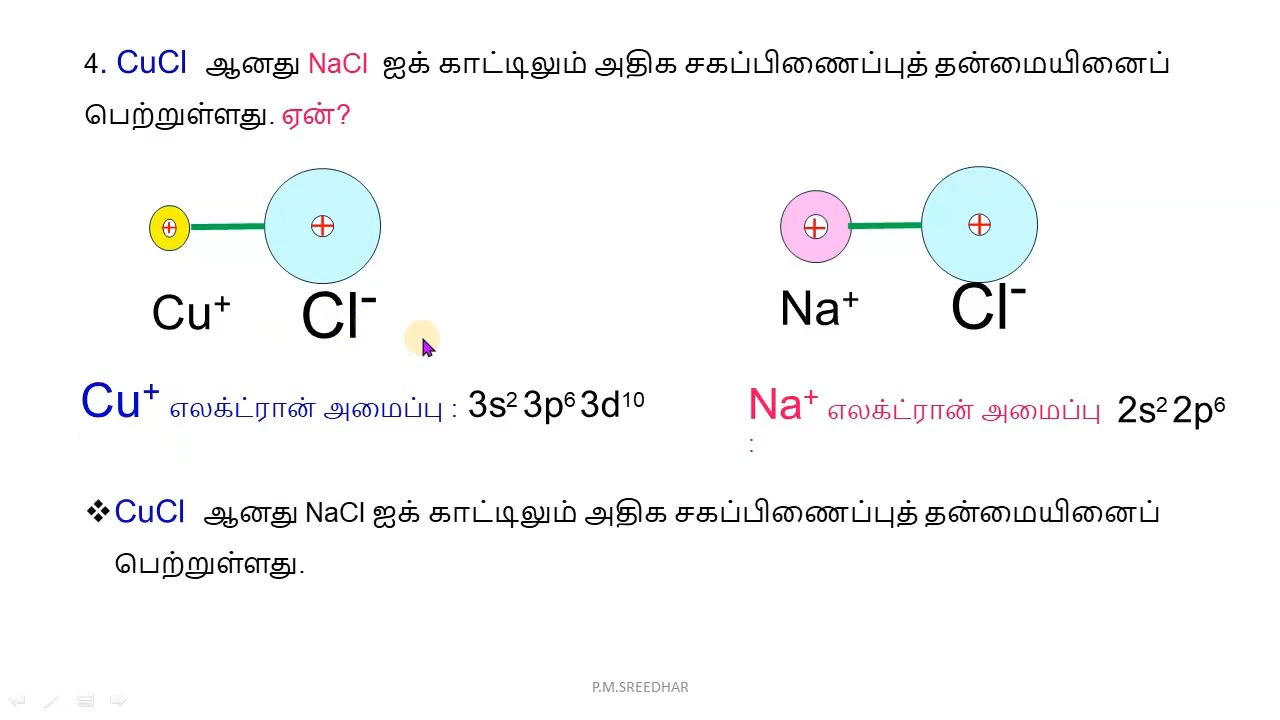 4. CuCl ஆனது NaCl ஐக் காட்டிலும் அதிக சகப்பிணைப்புத் தன்மையினைப்
பெற்றுள்ளது. ஏன்?
+ + + +
Cu⁺ Cl⁻ Na⁺ Cl⁻
Cu⁺ எலக்ட்ரான் அமைப்பு : 3s² 3p⁶ 3d¹⁰
Na⁺ எலக்ட்ரான் அமைப்பு 2s² 2p⁶
:
❖CuCl ஆனது NaCl ஐக் காட்டிலும் அதிக சகப்பிணைப்புத் தன்மையினைப்
பெற்றுள்ளது.
P.M.SREEDHAR